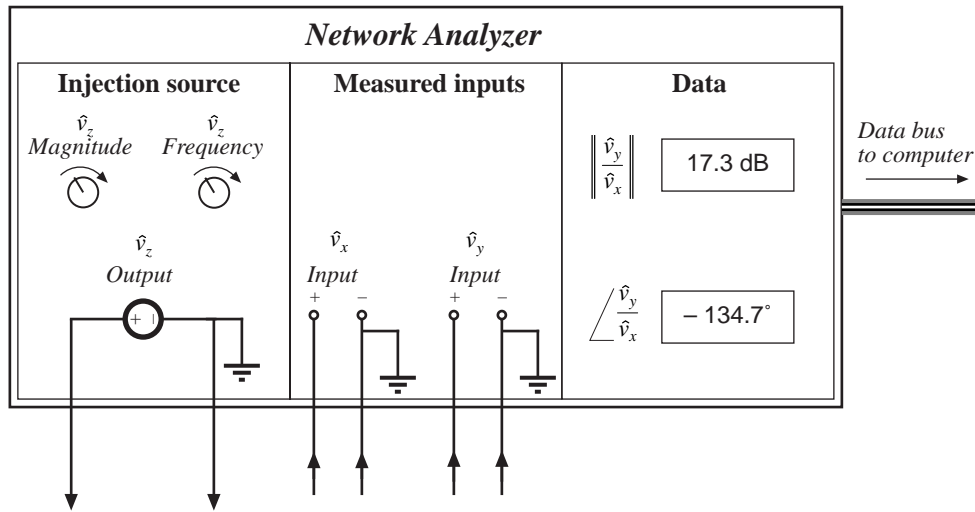 Network Analyzer
Injection source
Measured inputs
Data
v̂z
Magnitude
v̂z
Frequency
v̂z
Output
+ –
v̂x
Input
+ –
v̂y
Input
+ –
‖v̂y/v̂x‖
17.3 dB
∠v̂y/v̂x
– 134.7˚
Data bus
to computer